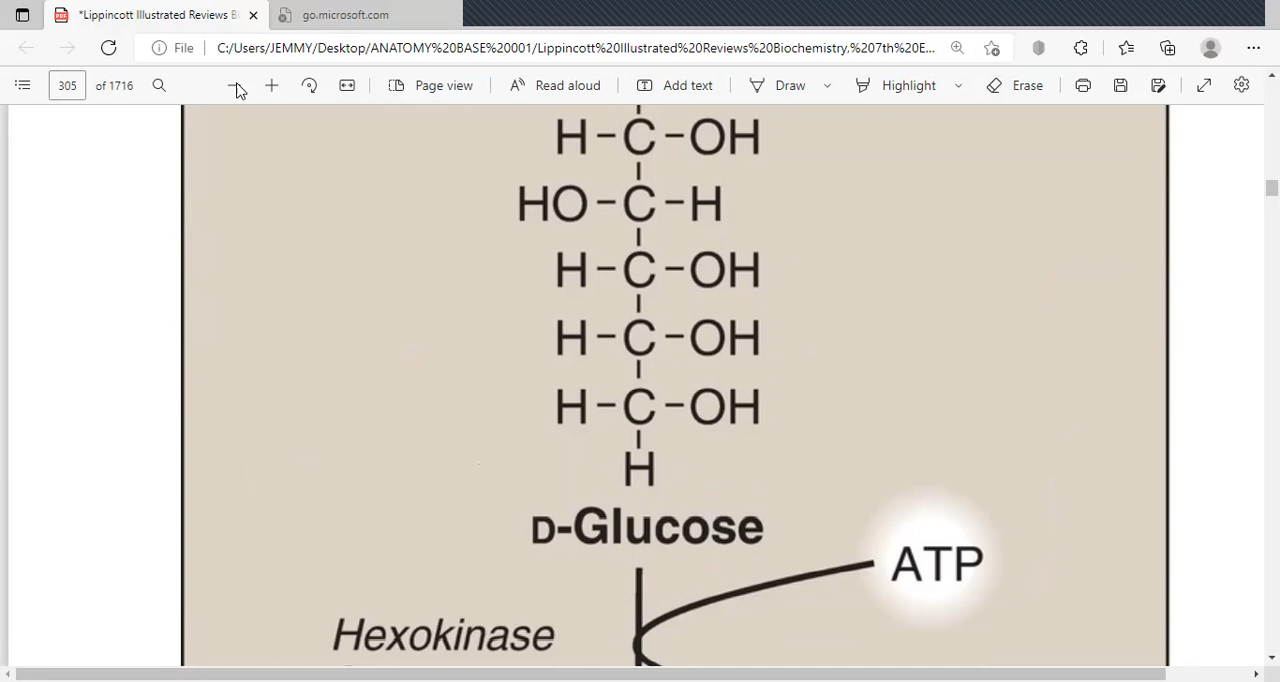 *Lippincott Illustrated Reviews B
go.microsoft.com
File
C:/Users/JEMMY/Desktop/ANATOMY%20BASE%20001/Lippincott%20Illustrated%20Reviews%20Biochemistry,%207th%20E...
305 of 1716
Page view
Read aloud
Add text
Draw
Highlight
Erase
H-C-OH
HO-C-H
H-C-OH
H-C-OH
H-C-OH
H
D-Glucose
ATP
Hexokinase